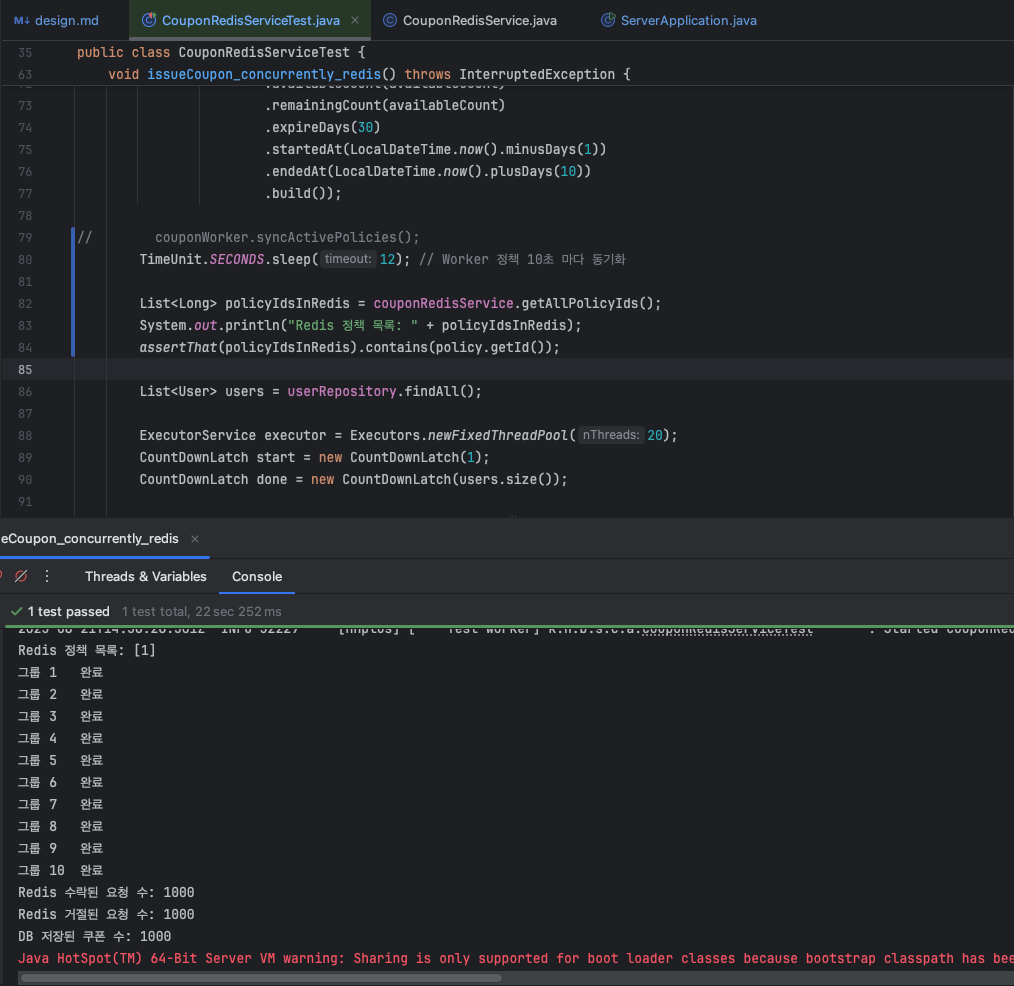 M↓ design.md CouponRedisServiceTest.java × CouponRedisService.java ServerApplication.java
35 public class CouponRedisServiceTest {
63 void issueCoupon_concurrently_redis() throws InterruptedException {
73 .remainingCount(availableCount)
74 .expireDays(30)
75 .startedAt(LocalDateTime.now().minusDays(1))
76 .endedAt(LocalDateTime.now().plusDays(10))
77 .build());
78
79 // couponWorker.syncActivePolicies();
80 TimeUnit.SECONDS.sleep( timeout: 12); // Worker 정책 10초 마다 동기화
81
82 List<Long> policyIdsInRedis = couponRedisService.getAllPolicyIds();
83 System.out.println("Redis 정책 목록: " + policyIdsInRedis);
84 assertThat(policyIdsInRedis).contains(policy.getId());
85
86 List<User> users = userRepository.findAll();
87
88 ExecutorService executor = Executors.newFixedThreadPool( nThreads: 20);
89 CountDownLatch start = new CountDownLatch(1);
90 CountDownLatch done = new CountDownLatch(users.size());
91
eCoupon_concurrently_redis ×
Threads & Variables Console
1 test passed 1 test total, 22 sec 252 ms
Redis 정책 목록: [1]
그룹 1 완료
그룹 2 완료
그룹 3 완료
그룹 4 완료
그룹 5 완료
그룹 6 완료
그룹 7 완료
그룹 8 완료
그룹 9 완료
그룹 10 완료
Redis 수락된 요청 수: 1000
Redis 거절된 요청 수: 1000
DB 저장된 쿠폰 수: 1000
Java HotSpot(TM) 64-Bit Server VM warning: Sharing is only supported for boot loader classes because bootstrap classpath has bee